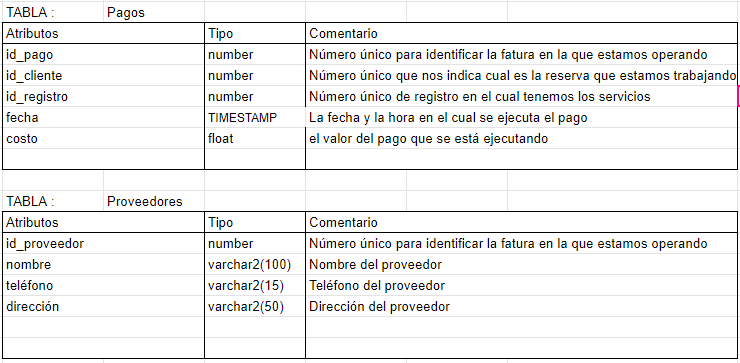 TABLA : Pagos
Atributos Tipo Comentario
id_pago number Número único para identificar la fatura en la que estamos operando
id_cliente number Número único que nos indica cual es la reserva que estamos trabajando
id_registro number Número único de registro en el cual tenemos los servicios
fecha TIMESTAMP La fecha y la hora en el cual se ejecuta el pago
costo float el valor del pago que se está ejecutando
TABLA : Proveedores
Atributos Tipo Comentario
id_proveedor number Número único para identificar la fatura en la que estamos operando
nombre varchar2(100) Nombre del proveedor
teléfono varchar2(15) Teléfono del proveedor
dirección varchar2(50) Dirección del proveedor